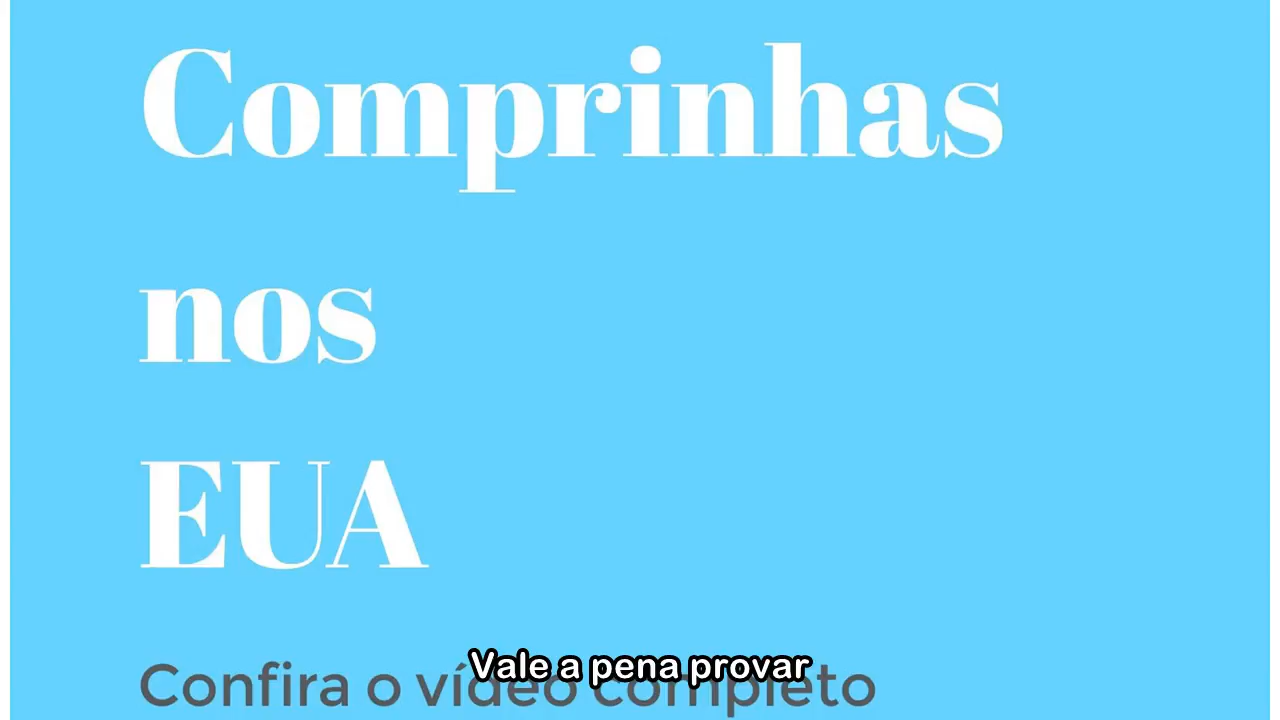 Comprinhas
nos
EUA
Confira o vídeo completo
Vale a pena provar